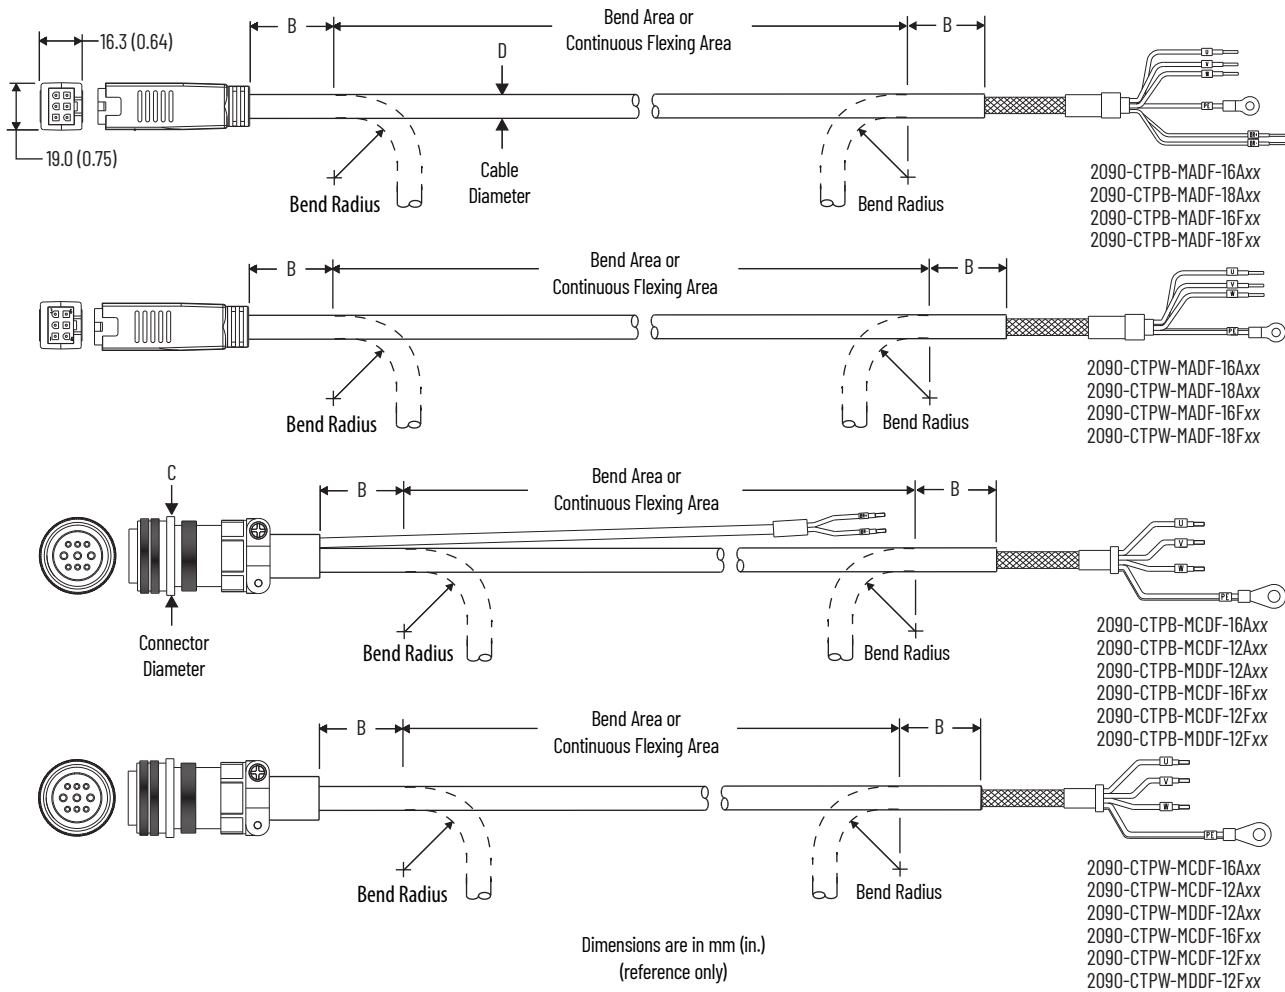 Bend Area or
Continuous Flexing Area
B
B
16.3 (0.64)
D
U
V
W
PE
19.0 (0.75)
Cable
Diameter
Bend Radius
Bend Radius
2090-CTPB-MADF-16Axx
2090-CTPB-MADF-18Axx
2090-CTPB-MADF-16Fxx
2090-CTPB-MADF-18Fxx
Bend Area or
Continuous Flexing Area
B
B
U
V
W
PE
Bend Radius
Bend Radius
2090-CTPW-MADF-16Axx
2090-CTPW-MADF-18Axx
2090-CTPW-MADF-16Fxx
2090-CTPW-MADF-18Fxx
C
Bend Area or
Continuous Flexing Area
B
B
U
V
W
PE
Connector
Diameter
Bend Radius
Bend Radius
2090-CTPB-MCDF-16Axx
2090-CTPB-MCDF-12Axx
2090-CTPB-MDDF-12Axx
2090-CTPB-MCDF-16Fxx
2090-CTPB-MCDF-12Fxx
2090-CTPB-MDDF-12Fxx
Bend Area or
Continuous Flexing Area
B
B
U
V
W
PE
Bend Radius
Bend Radius
2090-CTPW-MCDF-16Axx
2090-CTPW-MCDF-12Axx
2090-CTPW-MDDF-12Axx
2090-CTPW-MCDF-16Fxx
2090-CTPW-MCDF-12Fxx
2090-CTPW-MDDF-12Fxx
Dimensions are in mm (in.)
(reference only)